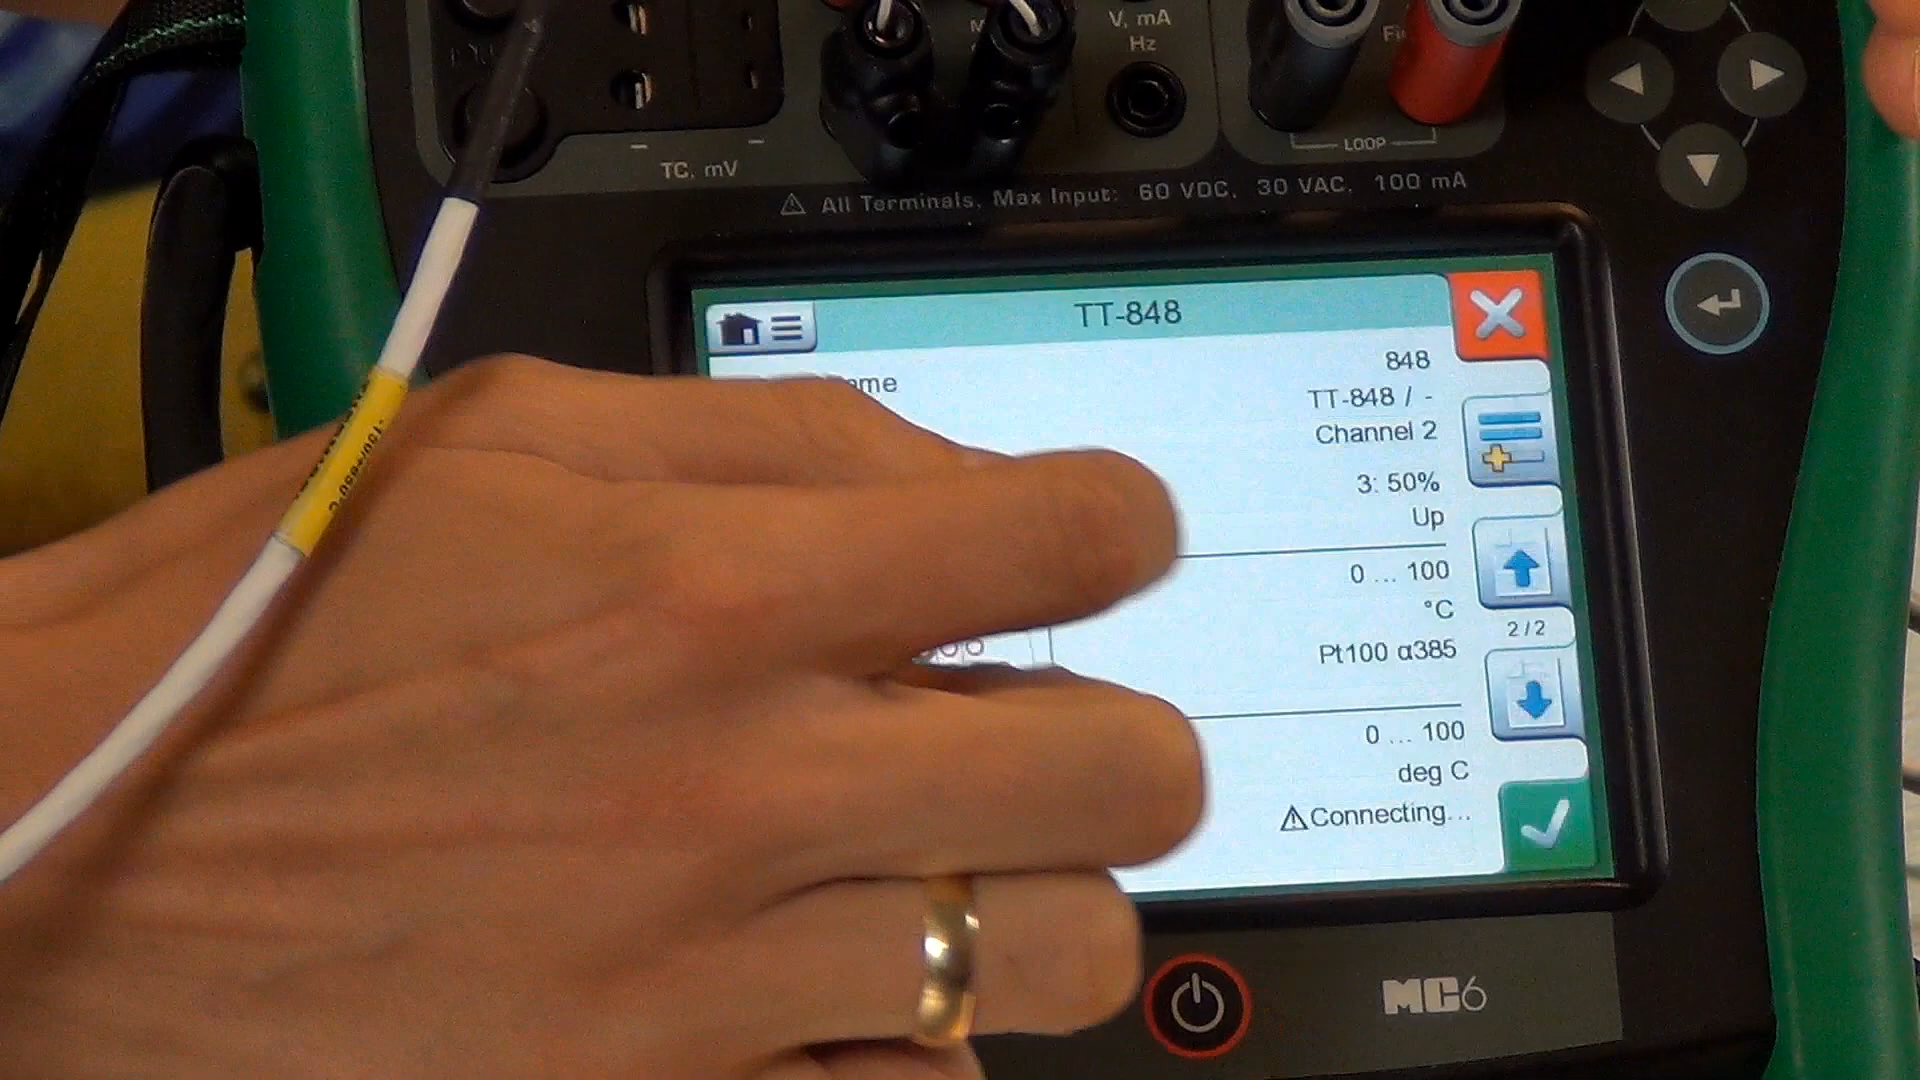 V, mA
Hz
TC, mV
LOOP
All Terminals, Max Input: 60 VDC, 30 VAC, 100 mA
TT-848
848
TT-848 / -
Channel 2
3: 50%
Up
0 ... 100
°C
2 / 2
Pt100 α385
0 ... 100
deg C
Connecting...
MC6